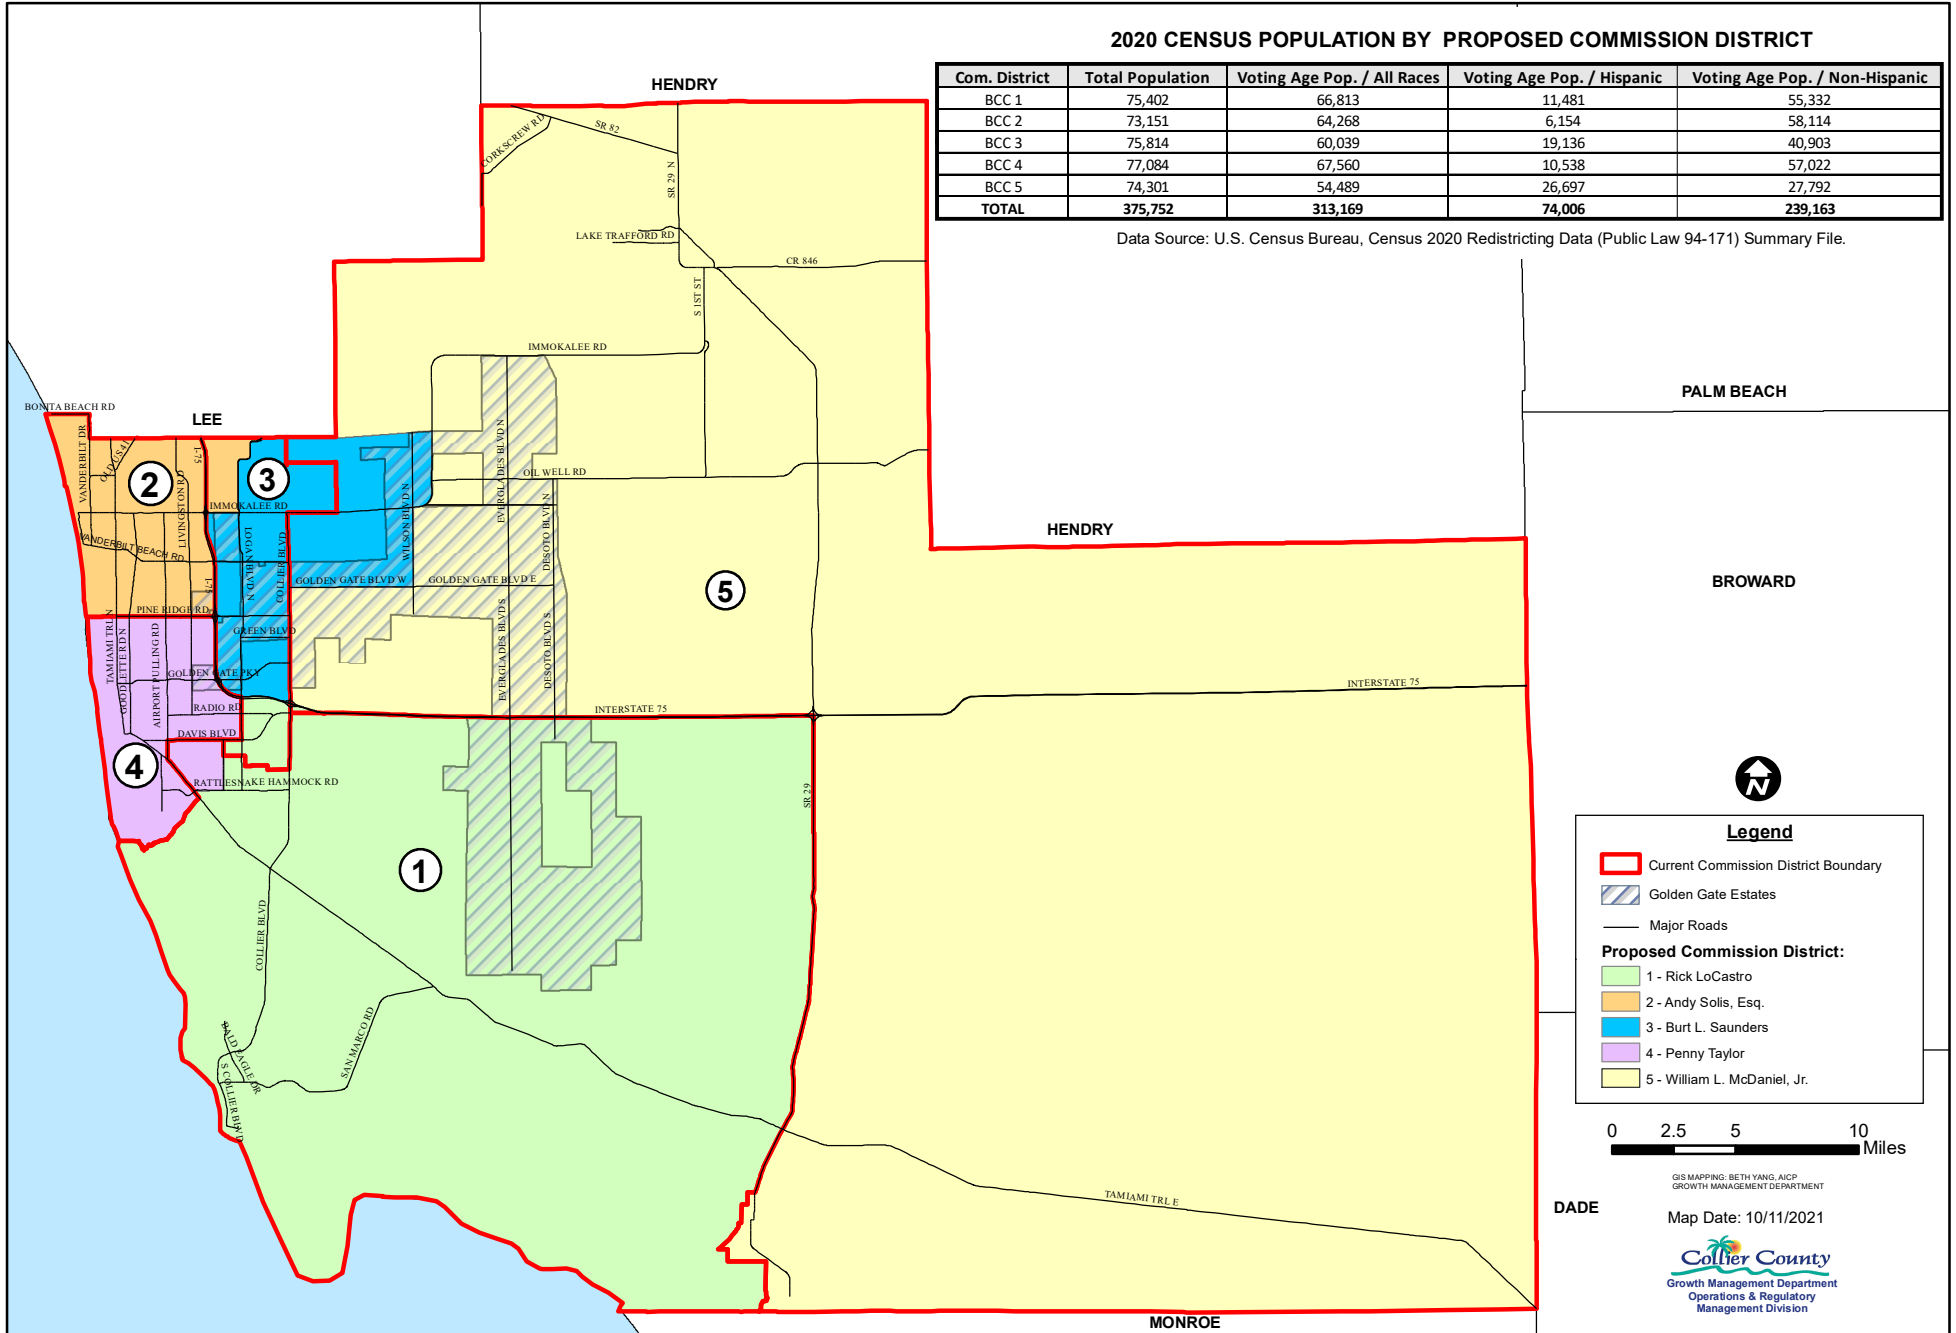 2020 CENSUS POPULATION BY PROPOSED COMMISSION DISTRICT
Com. District Total Population Voting Age Pop. / All Races Voting Age Pop. / Hispanic Voting Age Pop. / Non-Hispanic
BCC 1 75,402 66,813 11,481 55,332
BCC 2 73,151 64,268 6,154 58,114
BCC 3 75,814 60,039 19,136 40,903
BCC 4 77,084 67,560 10,538 57,022
BCC 5 74,301 54,489 26,697 27,792
TOTAL 375,752 313,169 74,006 239,163
Data Source: U.S. Census Bureau, Census 2020 Redistricting Data (Public Law 94-171) Summary File.
HENDRY
CORKSCREW RD
SR 82
SR 29 N
LAKE TRAFFORD RD
CR 846
S 1ST ST
IMMOKALEE RD
PALM BEACH
BONITA BEACH RD
LEE
VANDERBILT DR
OLD US 41
LIVINGSTON RD
I-75
2
3
IMMOKALEE RD
OIL WELL RD
EVERGLADES BLVD N
DESOTO BLVD N
WILSON BLVD N
LOGAN BLVD N
COLLIER BLVD
VANDERBILT BEACH RD
HENDRY
I-75
GOLDEN GATE BLVD W
GOLDEN GATE BLVD E
5
BROWARD
PINE RIDGE RD
TAMIAMI TRL N
GOODLETTE RD N
AIRPORT PULLING RD
GREEN BLVD
EVERGLADES BLVD S
DESOTO BLVD S
GOLDEN GATE PKY
INTERSTATE 75
INTERSTATE 75
RADIO RD
DAVIS BLVD
4
RATTLESNAKE HAMMOCK RD
SR 29
1
COLLIER BLVD
SAN MARCO RD
BALD EAGLE DR
S COLLIER BLVD
TAMIAMI TRL E
DADE
MONROE
N
Legend
Current Commission District Boundary
Golden Gate Estates
Major Roads
Proposed Commission District:
1 - Rick LoCastro
2 - Andy Solis, Esq.
3 - Burt L. Saunders
4 - Penny Taylor
5 - William L. McDaniel, Jr.
0 2.5 5 10
Miles
GIS MAPPING: BETH YANG, AICP
GROWTH MANAGEMENT DEPARTMENT
Map Date: 10/11/2021
Collier County
Growth Management Department
Operations & Regulatory
Management Division